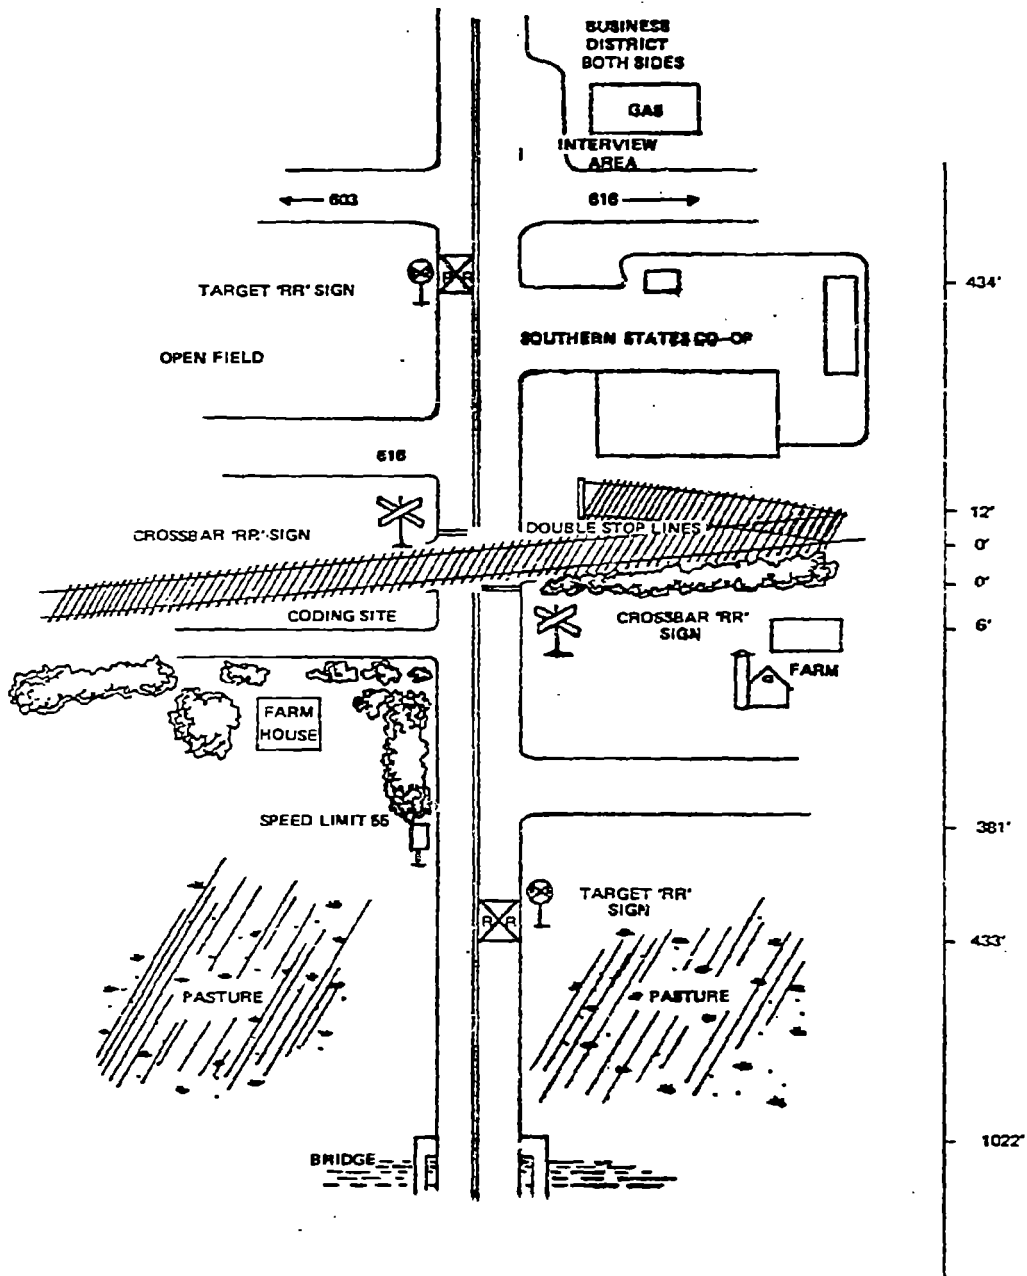 BUSINESS
DISTRICT
BOTH SIDES
GAS
INTERVIEW
AREA
603
616
TARGET "RR" SIGN
R R
434'
SOUTHERN STATES CO-OP
OPEN FIELD
616
CROSSBAR "RR" SIGN
DOUBLE STOP LINES
12'
0'
0'
CODING SITE
CROSSBAR "RR"
SIGN
6'
FARM
FARM
HOUSE
SPEED LIMIT 55
381'
TARGET "RR"
SIGN
R R
433'
PASTURE
PASTURE
1022'
BRIDGE